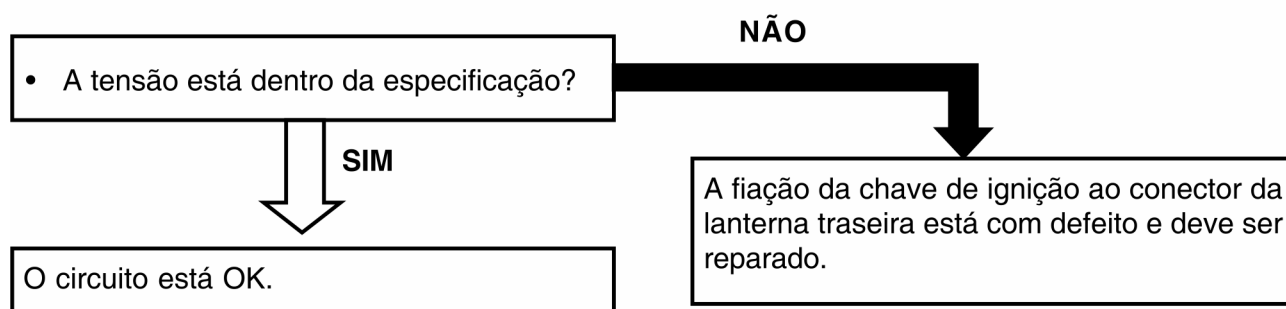 NÃO
• A tensão está dentro da especificação?
SIM
A fiação da chave de ignição ao conector da
lanterna traseira está com defeito e deve ser
reparado.
O circuito está OK.